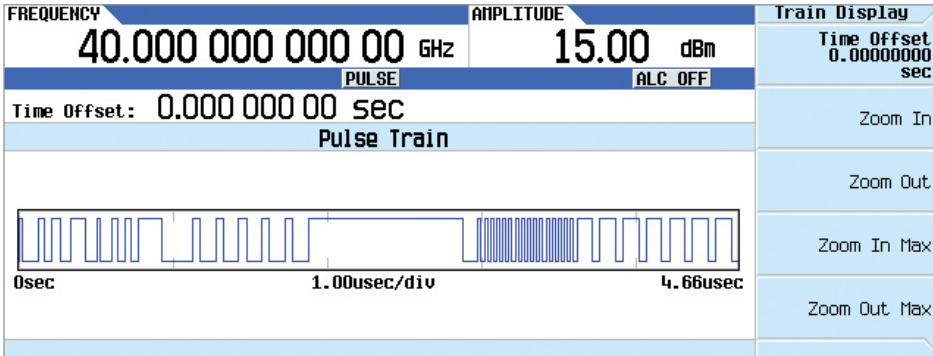 FREQUENCY
AMPLITUDE
40.000 000 000 00 GHz
15.00 dBm
PULSE
ALC OFF
Time Offset: 0.000 000 00 sec
Pulse Train
0sec
1.00usec/div
4.66usec
Train Display
Time Offset
0.00000000
sec
Zoom In
Zoom Out
Zoom In Max
Zoom Out Max